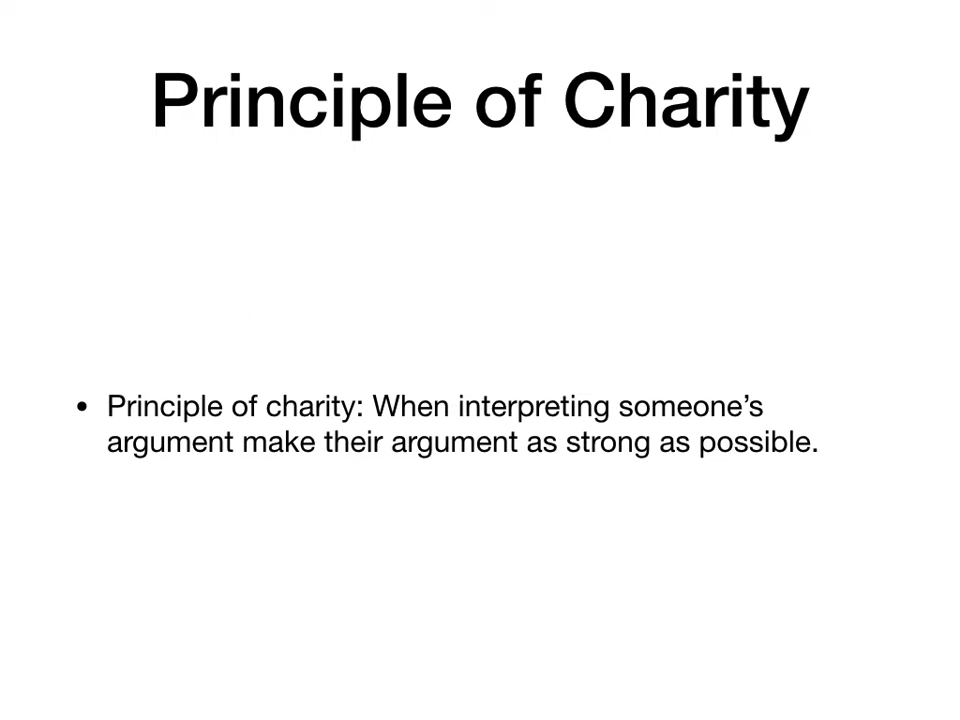 Principle of Charity
• Principle of charity: When interpreting someone’s
argument make their argument as strong as possible.